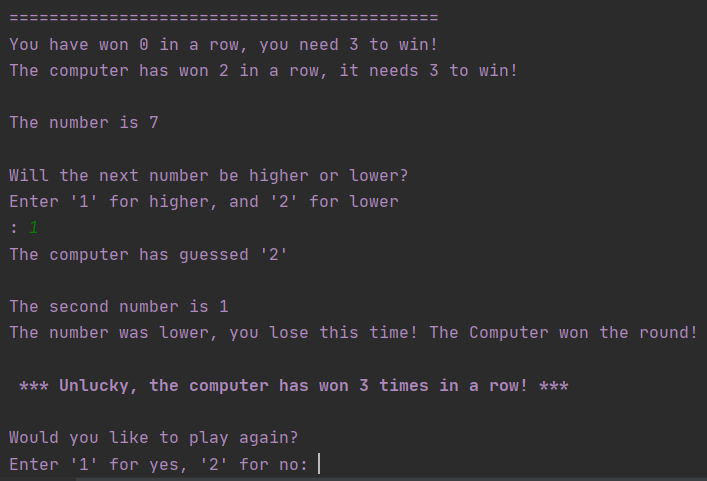 ===========================================
You have won 0 in a row, you need 3 to win!
The computer has won 2 in a row, it needs 3 to win!
The number is 7
Will the next number be higher or lower?
Enter '1' for higher, and '2' for lower
: 1
The computer has guessed '2'
The second number is 1
The number was lower, you lose this time! The Computer won the round!
*** Unlucky, the computer has won 3 times in a row! ***
Would you like to play again?
Enter '1' for yes, '2' for no: